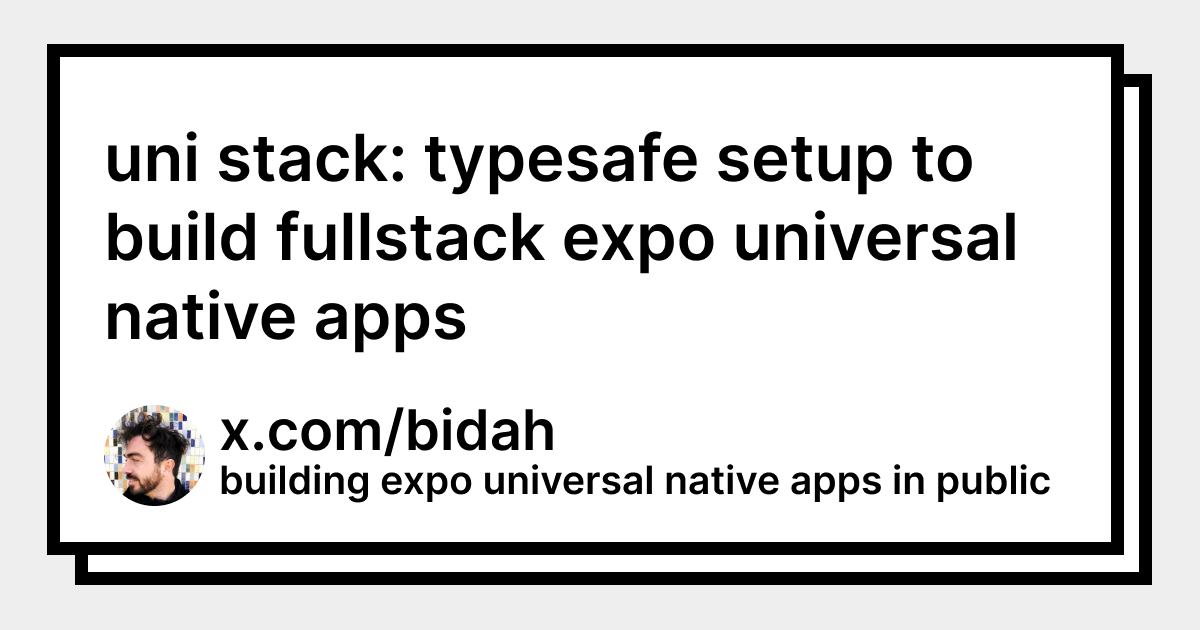 uni stack: typesafe setup to
build fullstack expo universal
native apps
x.com/bidah
building expo universal native apps in public